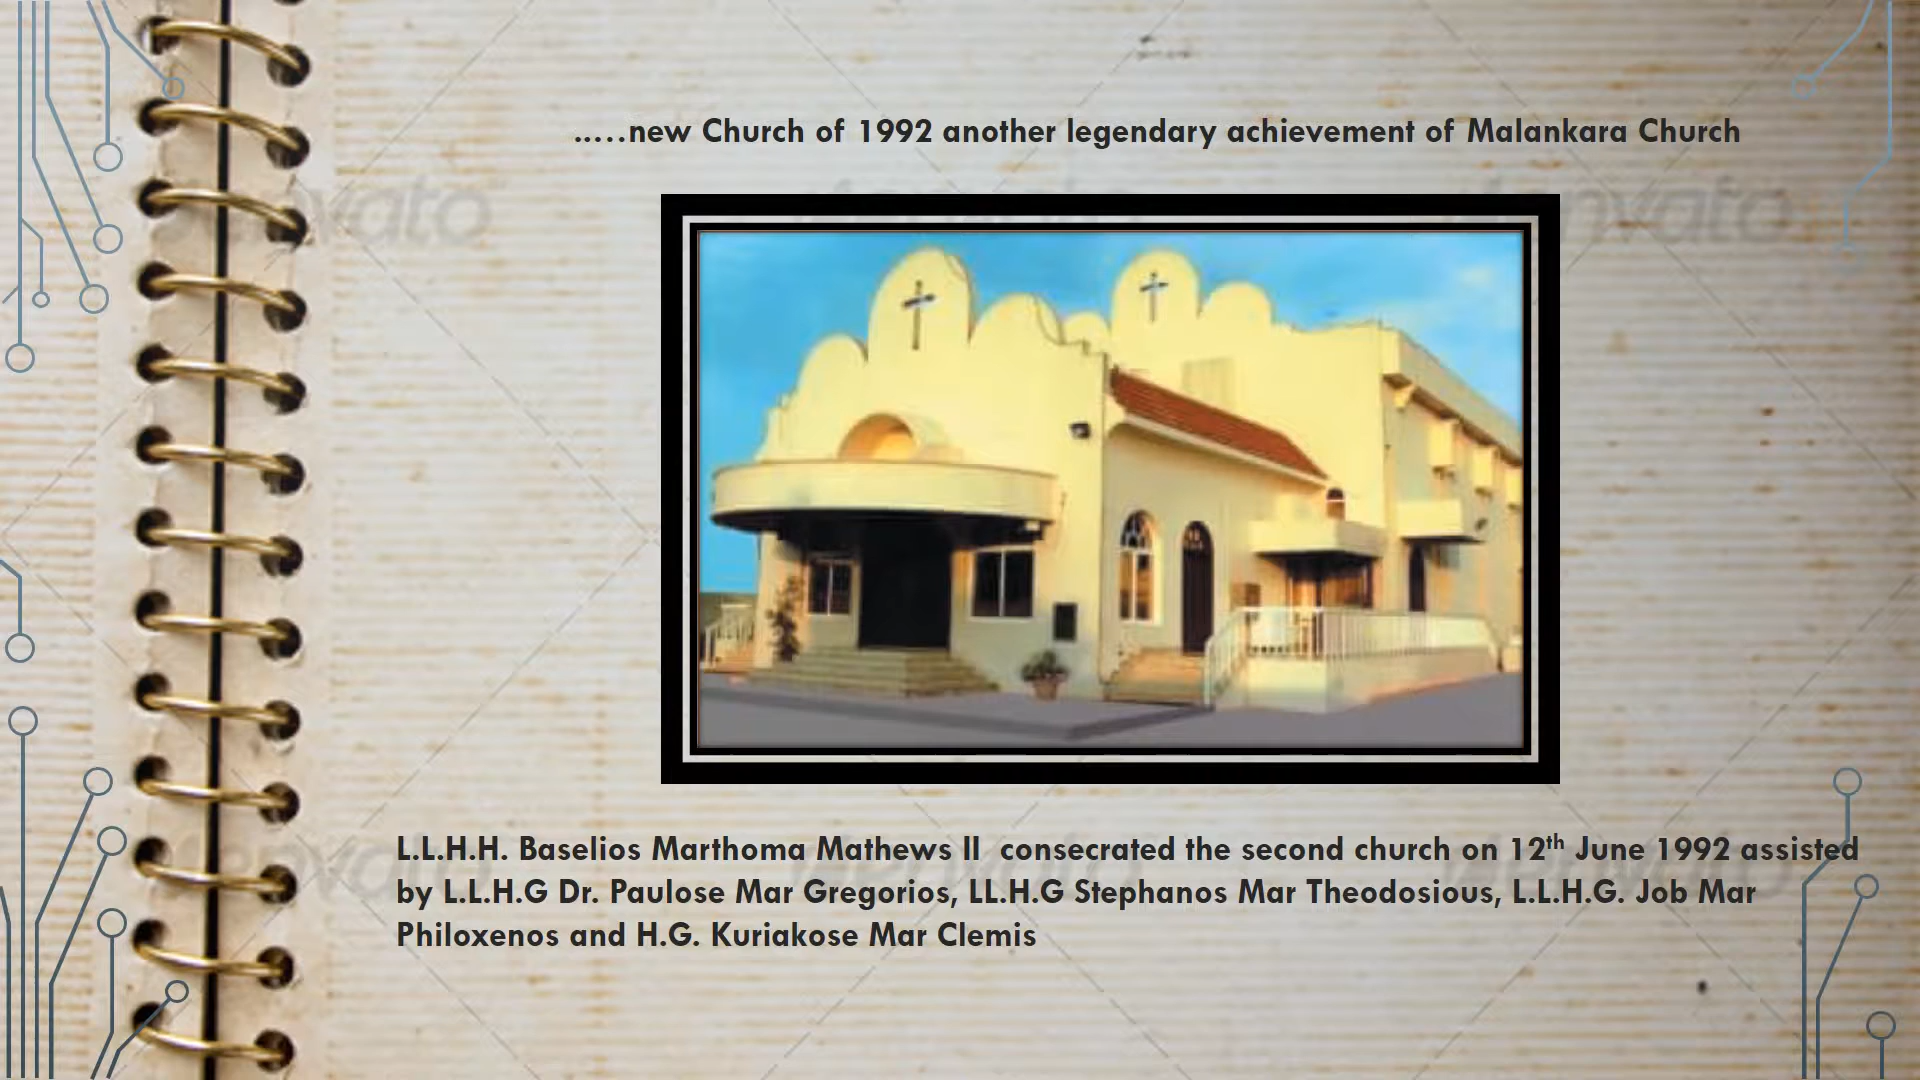 .....new Church of 1992 another legendary achievement of Malankara Church
envato
envato
L.L.H.H. Baselios Marthoma Mathews II  consecrated the second church on 12th June 1992 assisted
by L.L.H.G Dr. Paulose Mar Gregorios, LL.H.G Stephanos Mar Theodosious, L.L.H.G. Job Mar
Philoxenos and H.G. Kuriakose Mar Clemis